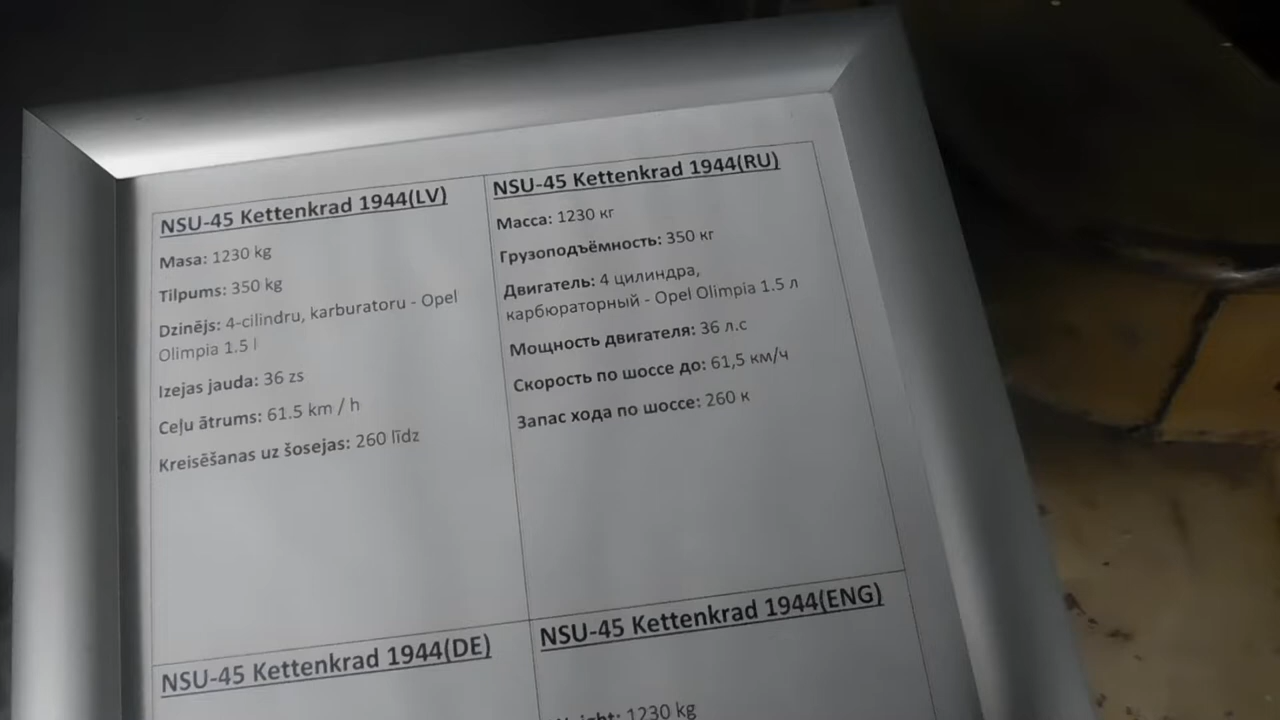 NSU-45 Kettenkrad 1944(LV)
Masa: 1230 kg
Tilpums: 350 kg
Dzinējs: 4-cilindru, karburatoru - Opel
Olimpia 1.5 l
Izejas jauda: 36 zs
Ceļu ātrums: 61.5 km / h
Kreisēšanas uz šosejas: 260 līdz
NSU-45 Kettenkrad 1944(RU)
Масса: 1230 кг
Грузоподъёмность: 350 кг
Двигатель: 4 цилиндра,
карбюраторный - Opel Olimpia 1.5 л
Мощность двигателя: 36 л.с
Скорость по шоссе до: 61,5 км/ч
Запас хода по шоссе: 260 к
NSU-45 Kettenkrad 1944(DE)
NSU-45 Kettenkrad 1944(ENG)
1230 kg